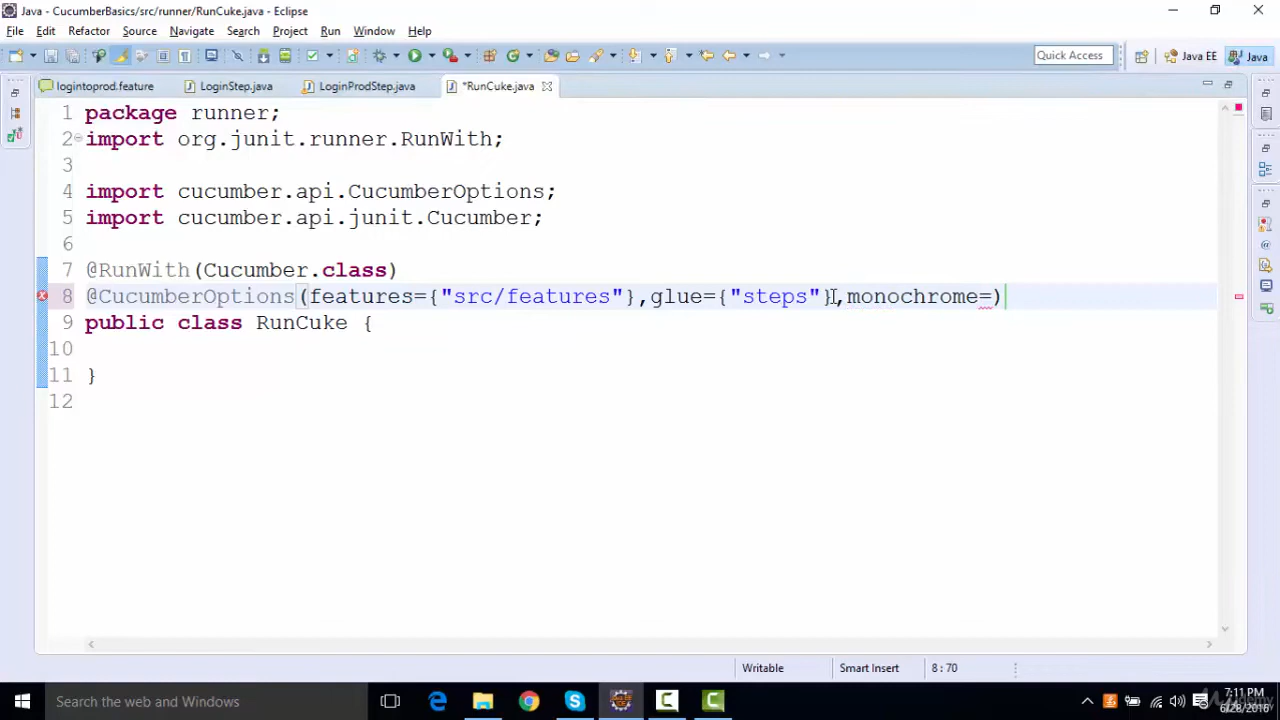 Java - CucumberBasics/src/runner/RunCuke.java - Eclipse
File Edit Refactor Source Navigate Search Project Run Window Help
Quick Access
Java EE
Java
logintoprod.feature
LoginStep.java
LoginProdStep.java
*RunCuke.java
1 package runner;
2 import org.junit.runner.RunWith;
3
4 import cucumber.api.CucumberOptions;
5 import cucumber.api.junit.Cucumber;
6
7 @RunWith(Cucumber.class)
8 @CucumberOptions(features={"src/features"},glue={"steps"},monochrome=)
9 public class RunCuke {
10
11 }
12
Writable
Smart Insert
8 : 70
Search the web and Windows
7:11 PM
6/28/2016
Udemy